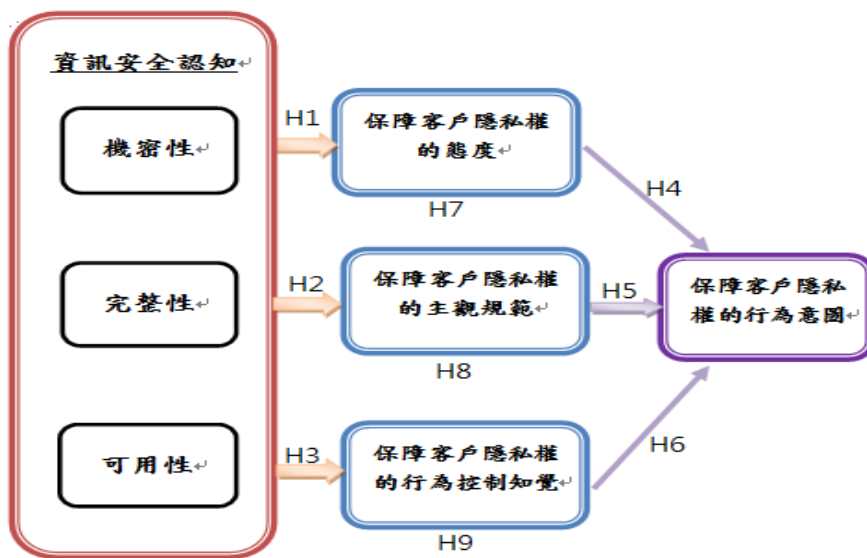 資訊安全認知
機密性
完整性
可用性
H1
H2
H3
保障客戶隱私權
的態度
H7
保障客戶隱私權
的主觀規範
H8
保障客戶隱私權
的行為控制知覺
H9
H4
H5
H6
保障客戶隱私
權的行為意圖